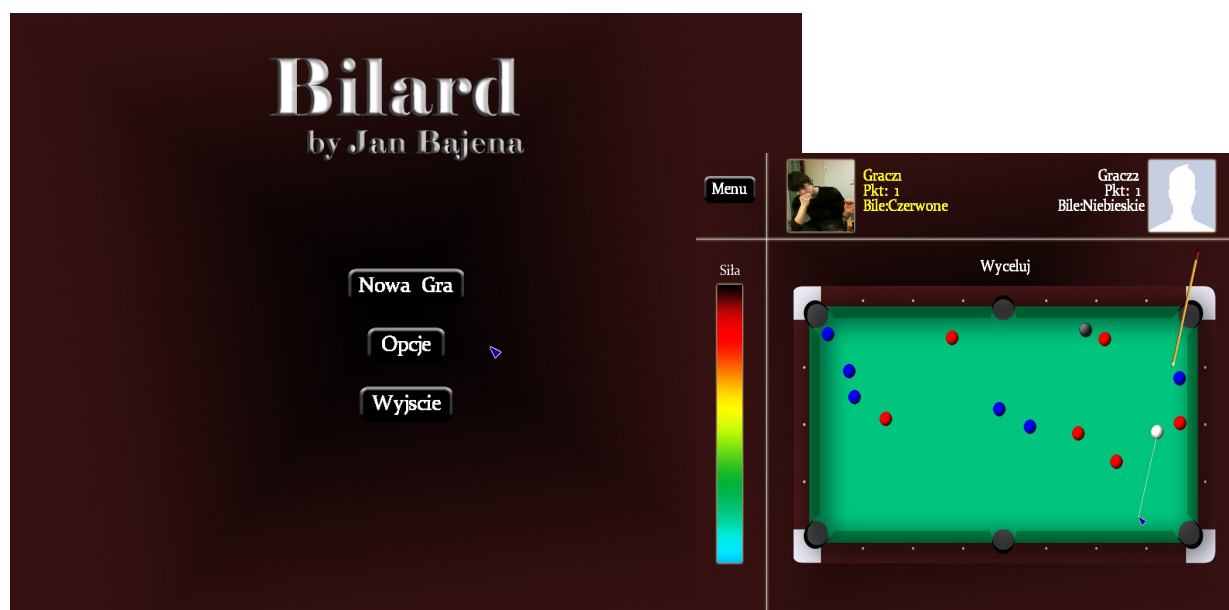 Bilard
by Jan Bajena
Nowa Gra
Opcje
Wyjscie
Menu
Gracz1
Pkt: 1
Bile:Czerwone
Gracz2
Pkt: 1
Bile:Niebieskie
Siła
Wyceluj